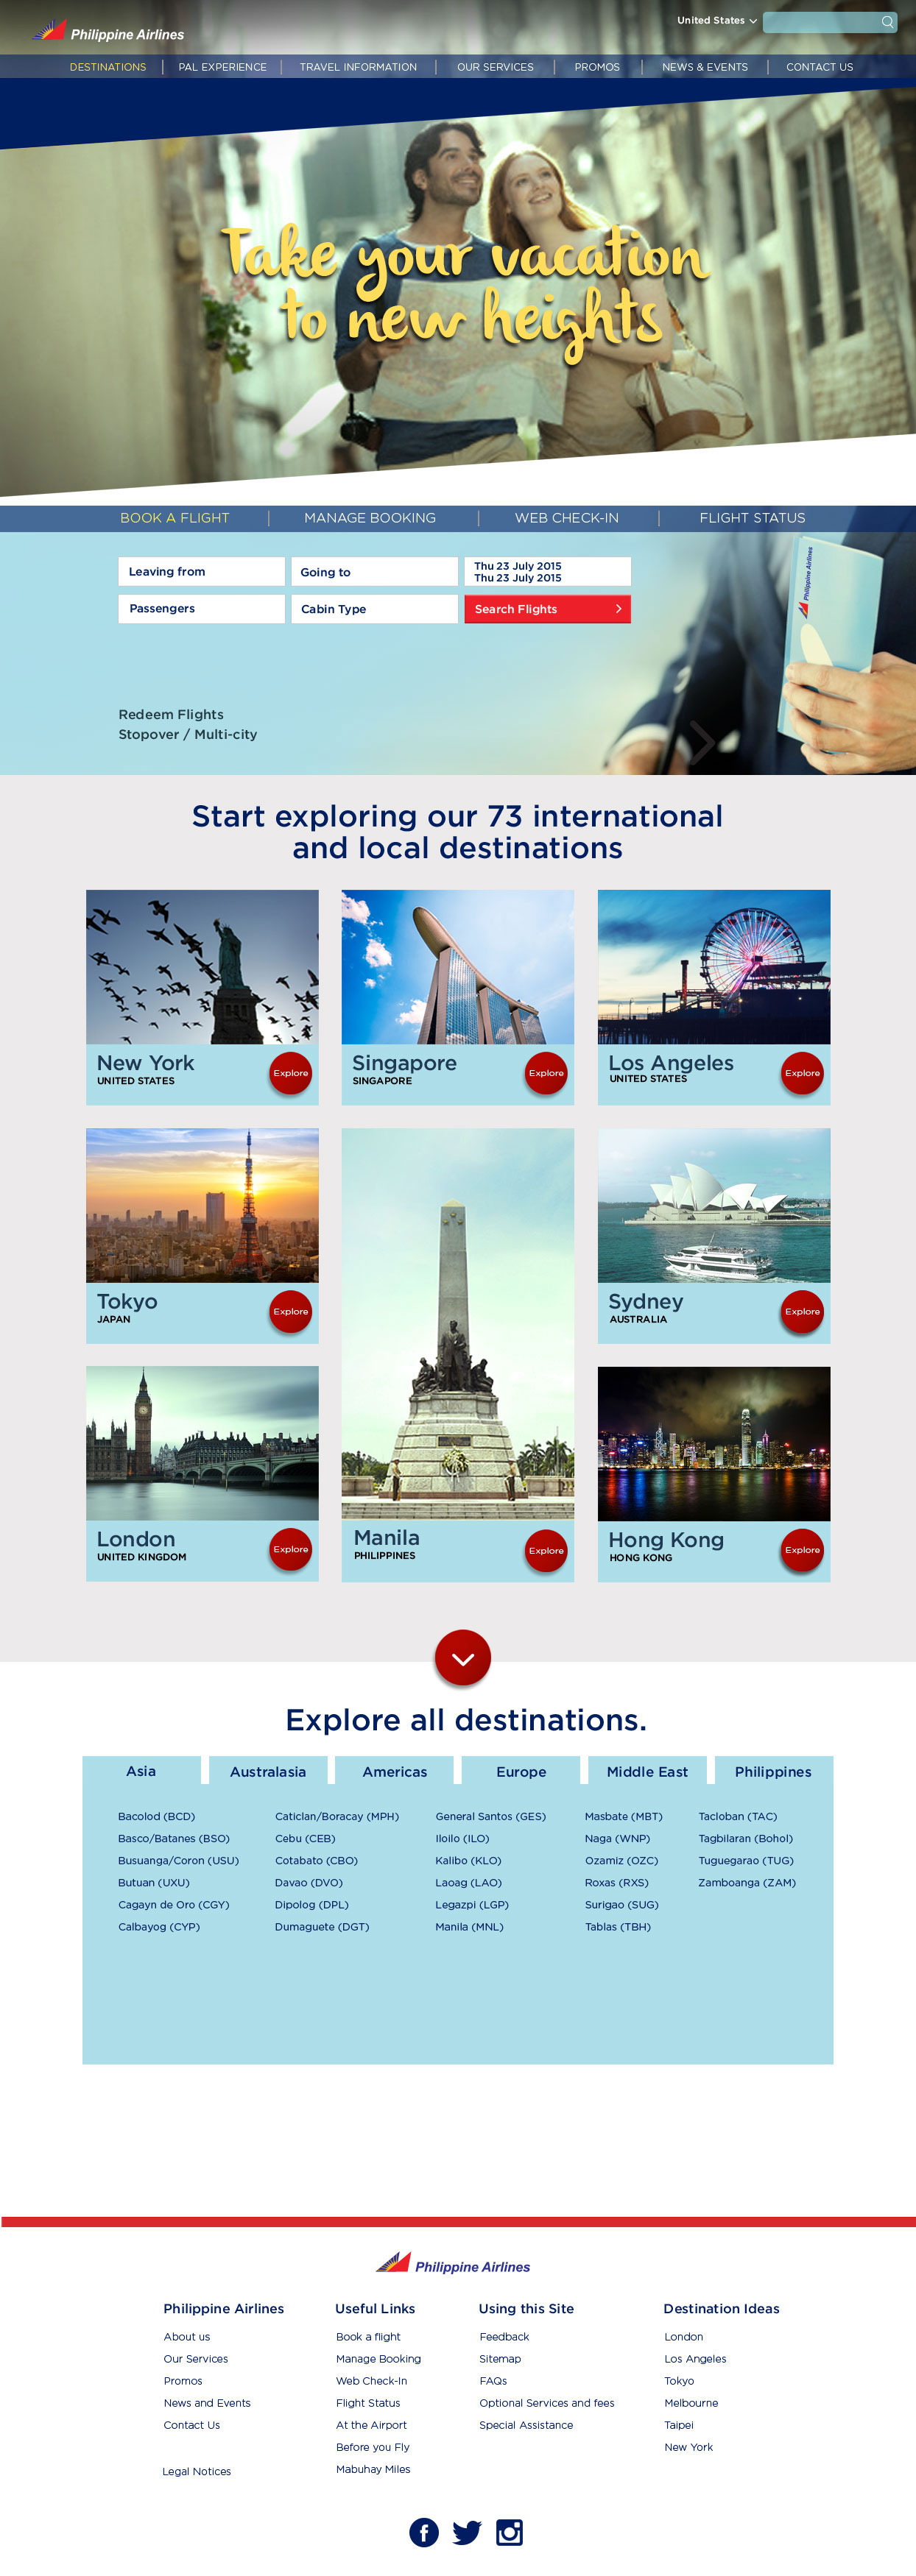 Philippine Airlines
United States
DESTINATIONS
PAL EXPERIENCE
TRAVEL INFORMATION
OUR SERVICES
PROMOS
NEWS & EVENTS
CONTACT US
Take your vacation
to new heights
BOOK A FLIGHT
MANAGE BOOKING
WEB CHECK-IN
FLIGHT STATUS
Leaving from
Going to
Thu 23 July 2015
Thu 23 July 2015
Passengers
Cabin Type
Search Flights
Philippine Airlines
Redeem Flights
Stopover / Multi-city
Start exploring our 73 international
and local destinations
New York
UNITED STATES
Explore
Singapore
SINGAPORE
Explore
Los Angeles
UNITED STATES
Explore
Tokyo
JAPAN
Explore
Sydney
AUSTRALIA
Explore
London
UNITED KINGDOM
Explore
Manila
PHILIPPINES
Explore
Hong Kong
HONG KONG
Explore
Explore all destinations.
Asia
Australasia
Americas
Europe
Middle East
Philippines
Bacolod (BCD)
Basco/Batanes (BSO)
Busuanga/Coron (USU)
Butuan (UXU)
Cagayn de Oro (CGY)
Calbayog (CYP)
Caticlan/Boracay (MPH)
Cebu (CEB)
Cotabato (CBO)
Davao (DVO)
Dipolog (DPL)
Dumaguete (DGT)
General Santos (GES)
Iloilo (ILO)
Kalibo (KLO)
Laoag (LAO)
Legazpi (LGP)
Manila (MNL)
Masbate (MBT)
Naga (WNP)
Ozamiz (OZC)
Roxas (RXS)
Surigao (SUG)
Tablas (TBH)
Tacloban (TAC)
Tagbilaran (Bohol)
Tuguegarao (TUG)
Zamboanga (ZAM)
Philippine Airlines
Philippine Airlines
About us
Our Services
Promos
News and Events
Contact Us
Legal Notices
Useful Links
Book a flight
Manage Booking
Web Check-In
Flight Status
At the Airport
Before you Fly
Mabuhay Miles
Using this Site
Feedback
Sitemap
FAQs
Optional Services and fees
Special Assistance
Destination Ideas
London
Los Angeles
Tokyo
Melbourne
Taipei
New York